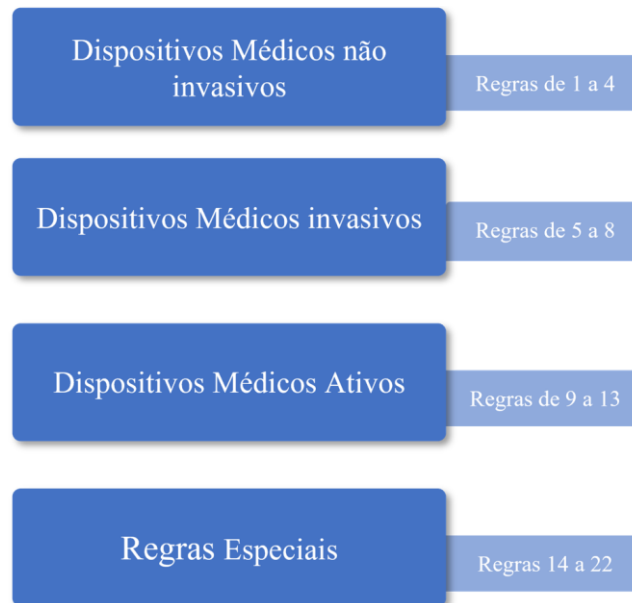 Dispositivos Médicos não
invasivos
Regras de 1 a 4
Dispositivos Médicos invasivos
Regras de 5 a 8
Dispositivos Médicos Ativos
Regras de 9 a 13
Regras Especiais
Regras 14 a 22